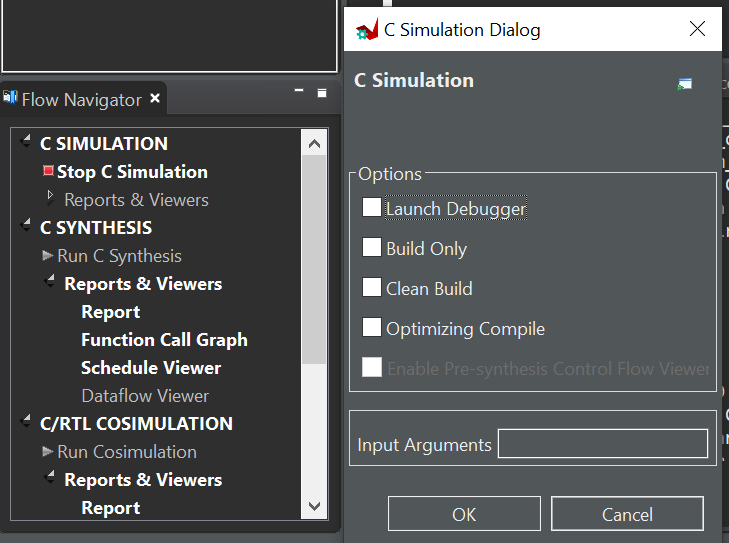 C Simulation Dialog
C Simulation
Flow Navigator
C SIMULATION
Stop C Simulation
Reports & Viewers
C SYNTHESIS
Run C Synthesis
Reports & Viewers
Report
Function Call Graph
Schedule Viewer
Dataflow Viewer
C/RTL COSIMULATION
Run Cosimulation
Reports & Viewers
Report
Options
Launch Debugger
Build Only
Clean Build
Optimizing Compile
Enable Pre-synthesis Control Flow Viewer
Input Arguments
OK
Cancel